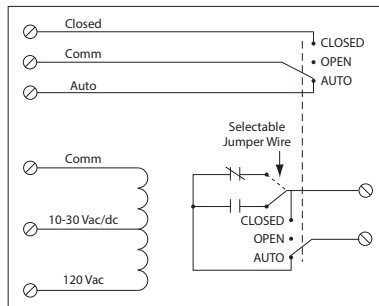 Closed
CLOSED
Comm
OPEN
AUTO
Auto
Selectable
Jumper Wire
Comm
10-30 Vac/dc
CLOSED
OPEN
AUTO
120 Vac